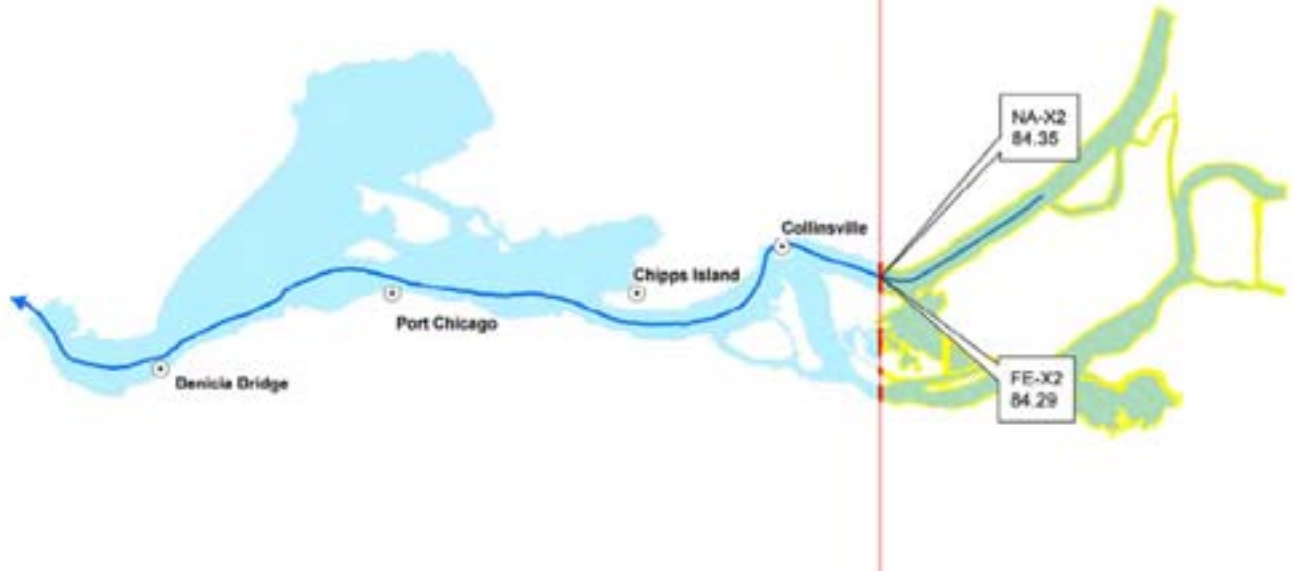 NA-X2
84.35
Collinsville
Chipps Island
Port Chicago
Benicia Bridge
FE-X2
84.29